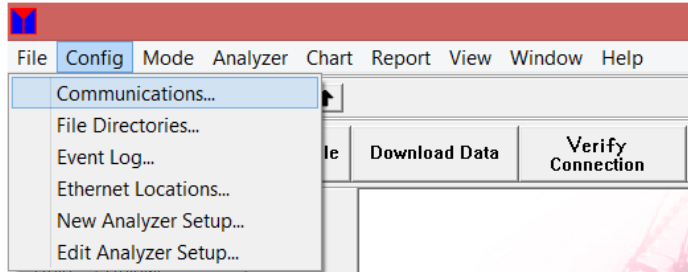 File Config Mode Analyzer Chart Report View Window Help
Communications...
File Directories...
Event Log...
Ethernet Locations...
New Analyzer Setup...
Edit Analyzer Setup...
Download Data
Verify
Connection